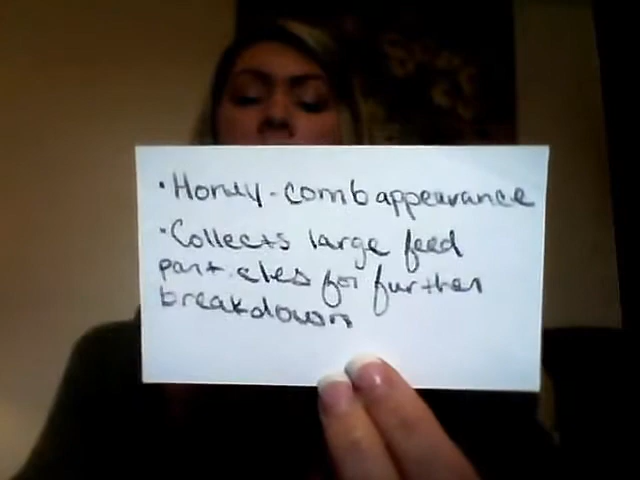 • Honey-comb appearance
• Collects large feed
particles for further
breakdown